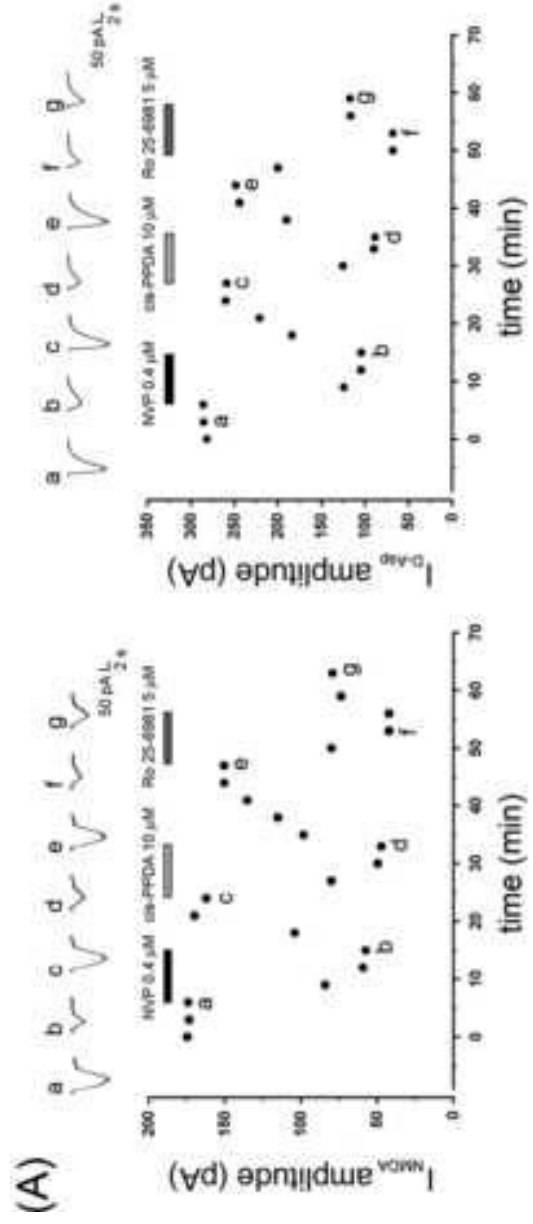 (A)
a b c d e f g
50 pA
2 s
NVP 0.4 µM cis-PPDA 10 µM Ro 25-6981 5 µM
200
150
100
50
0
I NMDA amplitude (pA)
a
b
c
d
e
f
g
0 10 20 30 40 50 60 70
time (min)
a b c d e f g
50 pA
2 s
NVP 0.4 µM cis-PPDA 10 µM Ro 25-6981 5 µM
350
300
250
200
150
100
50
0
I D-Asp amplitude (pA)
a
b
c
d
e
f
g
0 10 20 30 40 50 60 70
time (min)